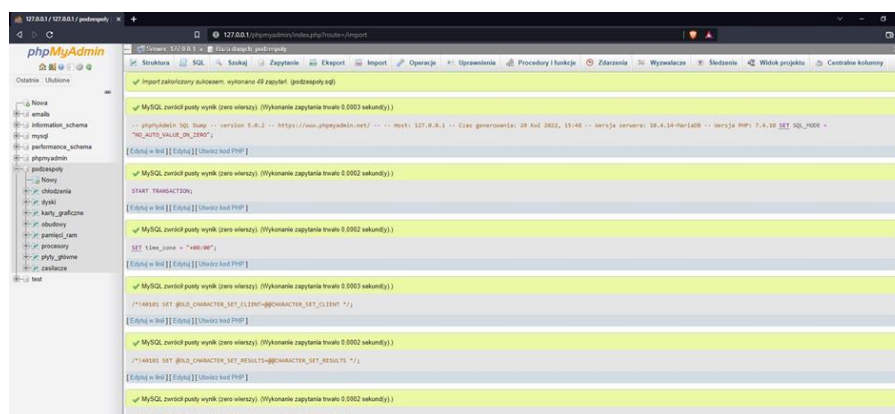 127.0.0.1 / 127.0.0.1 / podzespoły
127.0.0.1/phpmyadmin/index.php?route=/import
phpMyAdmin
Ostatnie Ulubione
Nowa
emails
information_schema
mysql
performance_schema
phpmyadmin
podzespoly
Nowy
chłodzenia
dyski
karty_graficzne
obudowy
pamięci_ram
procesory
płyty_główne
zasilacze
test
Serwer: 127.0.0.1 » Baza danych: podzespoly
Struktura SQL Szukaj Zapytanie Eksport Import Operacje Uprawnienia Procedury i funkcje Zdarzenia Wyzwalacze Śledzenie Widok projektu Centralne kolumny
Import zakończony sukcesem, wykonano 49 zapytań. (podzespoly.sql)
MySQL zwrócił pusty wynik (zero wierszy). (Wykonanie zapytania trwało 0,0003 sekund(y).)
-- phpMyAdmin SQL Dump -- version 5.0.2 -- https://www.phpmyadmin.net/ -- -- Host: 127.0.0.1 -- Czas generowania: 20 Kwi 2022, 15:48 -- Wersja serwera: 10.4.14-MariaDB -- Wersja PHP: 7.4.10 SET SQL_MODE =
"NO_AUTO_VALUE_ON_ZERO";
[ Edytuj w linii ] [ Edytuj ] [ Utwórz kod PHP ]
MySQL zwrócił pusty wynik (zero wierszy). (Wykonanie zapytania trwało 0,0002 sekund(y).)
START TRANSACTION;
[ Edytuj w linii ] [ Edytuj ] [ Utwórz kod PHP ]
MySQL zwrócił pusty wynik (zero wierszy). (Wykonanie zapytania trwało 0,0002 sekund(y).)
SET time_zone = "+00:00";
[ Edytuj w linii ] [ Edytuj ] [ Utwórz kod PHP ]
MySQL zwrócił pusty wynik (zero wierszy). (Wykonanie zapytania trwało 0,0002 sekund(y).)
/*!40101 SET @OLD_CHARACTER_SET_CLIENT=@@CHARACTER_SET_CLIENT */;
[ Edytuj w linii ] [ Edytuj ] [ Utwórz kod PHP ]
MySQL zwrócił pusty wynik (zero wierszy). (Wykonanie zapytania trwało 0,0002 sekund(y).)
/*!40101 SET @OLD_CHARACTER_SET_RESULTS=@@CHARACTER_SET_RESULTS */;
[ Edytuj w linii ] [ Edytuj ] [ Utwórz kod PHP ]
MySQL zwrócił pusty wynik (zero wierszy). (Wykonanie zapytania trwało 0,0002 sekund(y).)